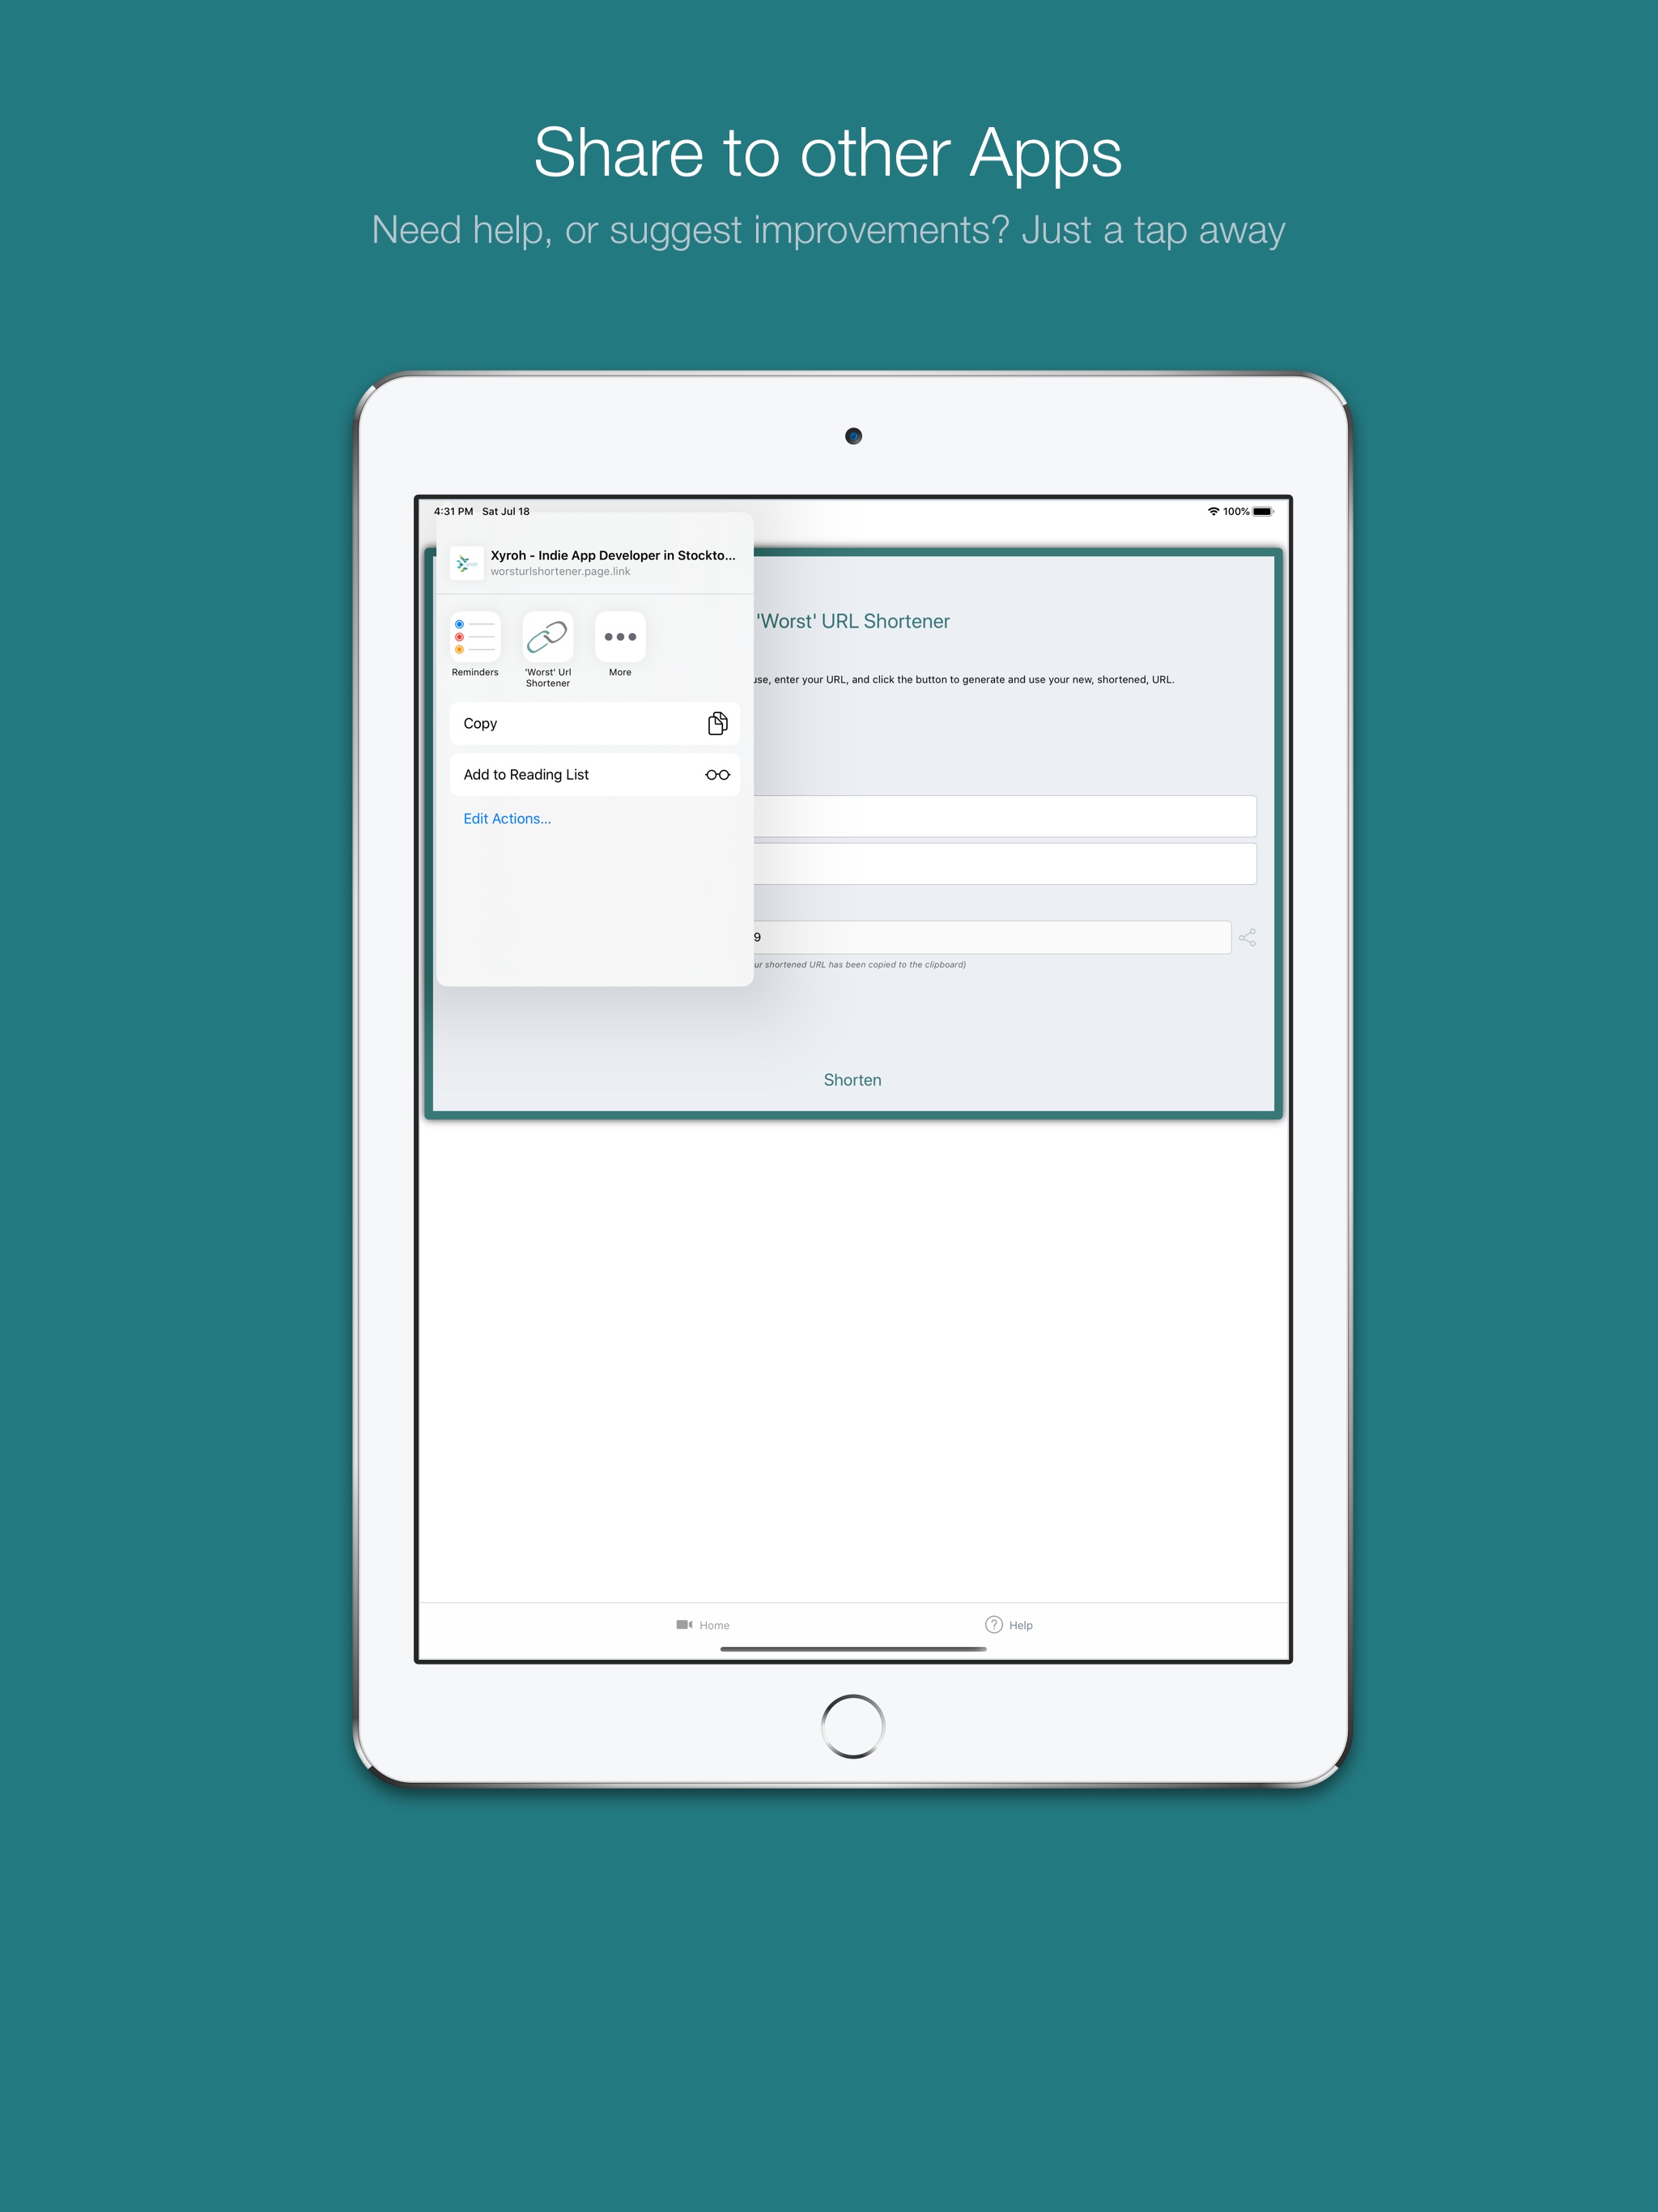 Share to other Apps
Need help, or suggest improvements? Just a tap away
4:31 PM Sat Jul 18
100%
Xyroh - Indie App Developer in Stockto...
worsturlshortener.page.link
'Worst' URL Shortener
Reminders
'Worst' Url
Shortener
More
use, enter your URL, and click the button to generate and use your new, shortened, URL.
Copy
Add to Reading List
Edit Actions...
9
ur shortened URL has been copied to the clipboard)
Shorten
Home
Help